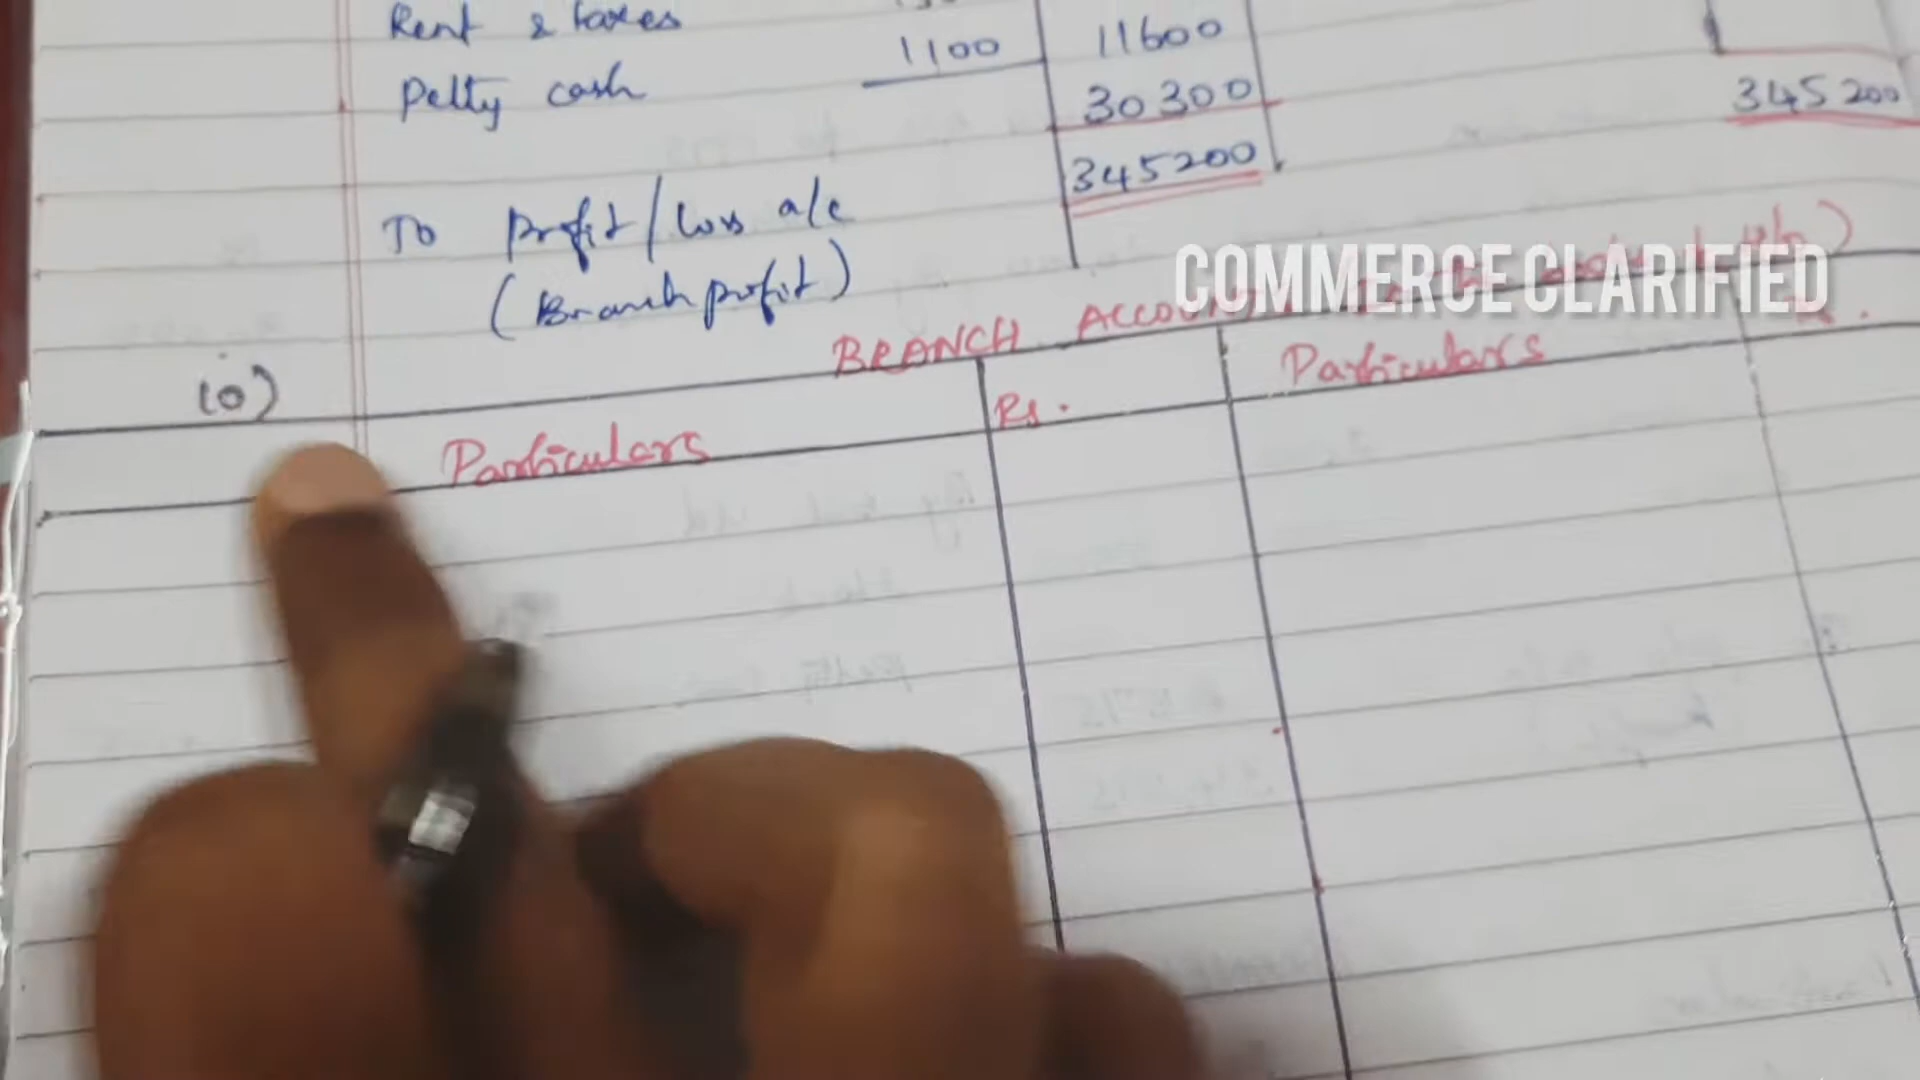 Rent & taxes
1100
11600
Petty cash
30300
345200
345200
To Profit/Loss a/c
(Branch profit)
COMMERCE CLARIFIED
BRANCH ACCOUNT
(o)
Particulars
Rs.
Particulars